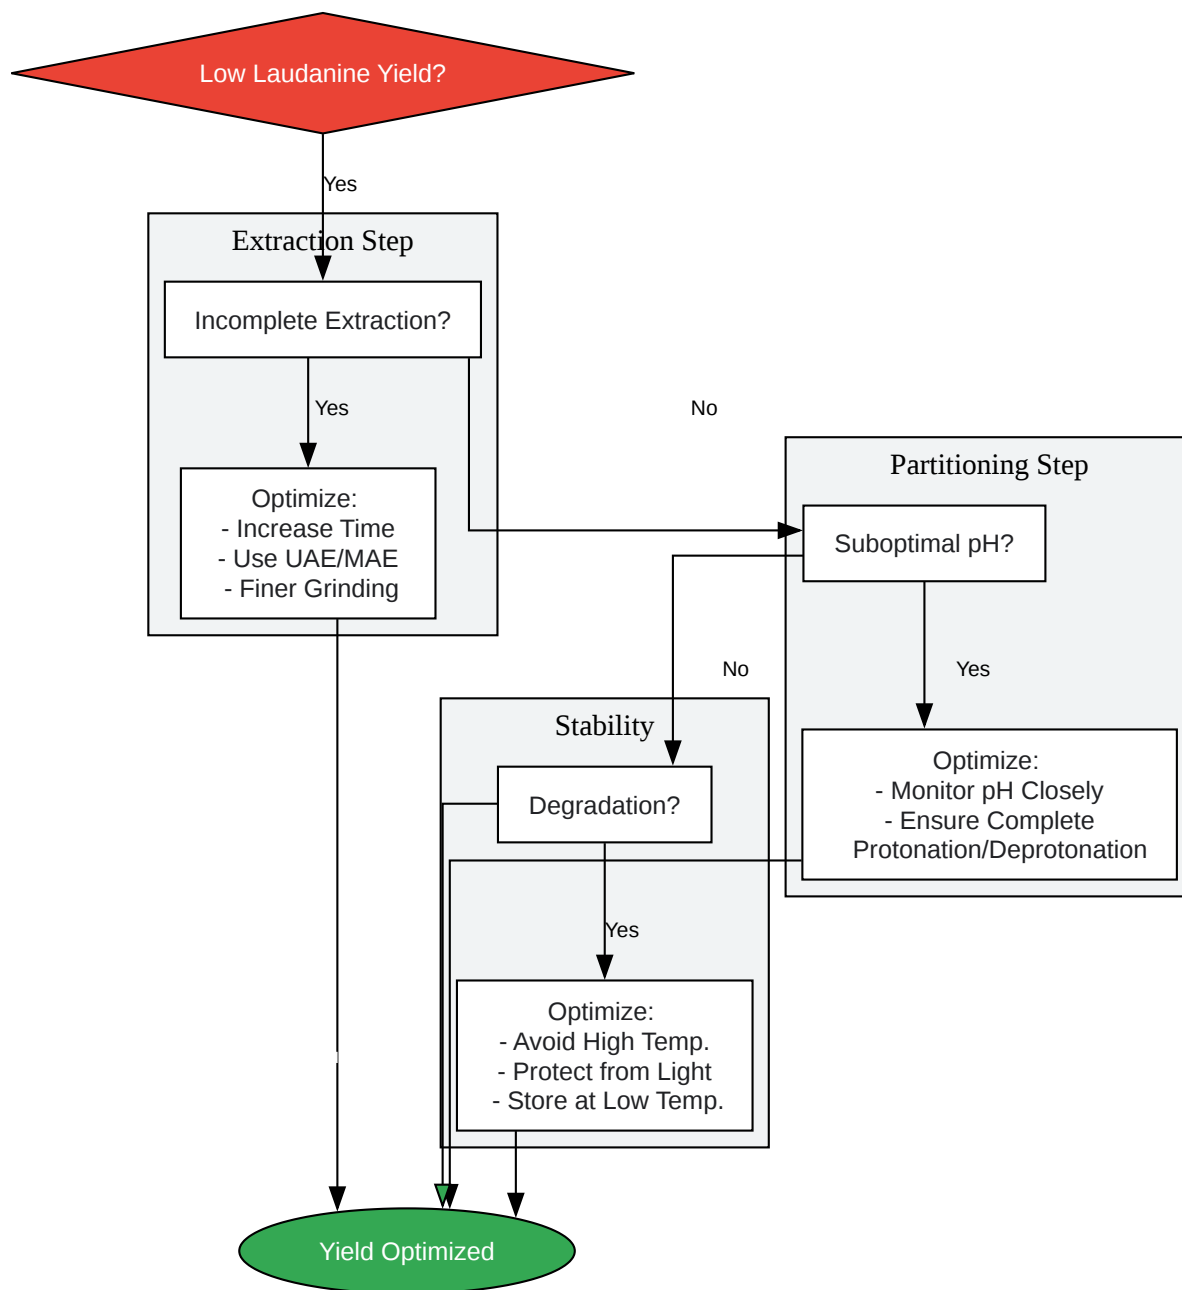 Low Laudanine Yield?
Yes
Extraction Step
Incomplete Extraction?
Yes
No
Optimize:
- Increase Time
- Use UAE/MAE
- Finer Grinding
Partitioning Step
Suboptimal pH?
No
Yes
Optimize:
- Monitor pH Closely
- Ensure Complete
Protonation/Deprotonation
Stability
Degradation?
Yes
Optimize:
- Avoid High Temp.
- Protect from Light
- Store at Low Temp.
Yield Optimized